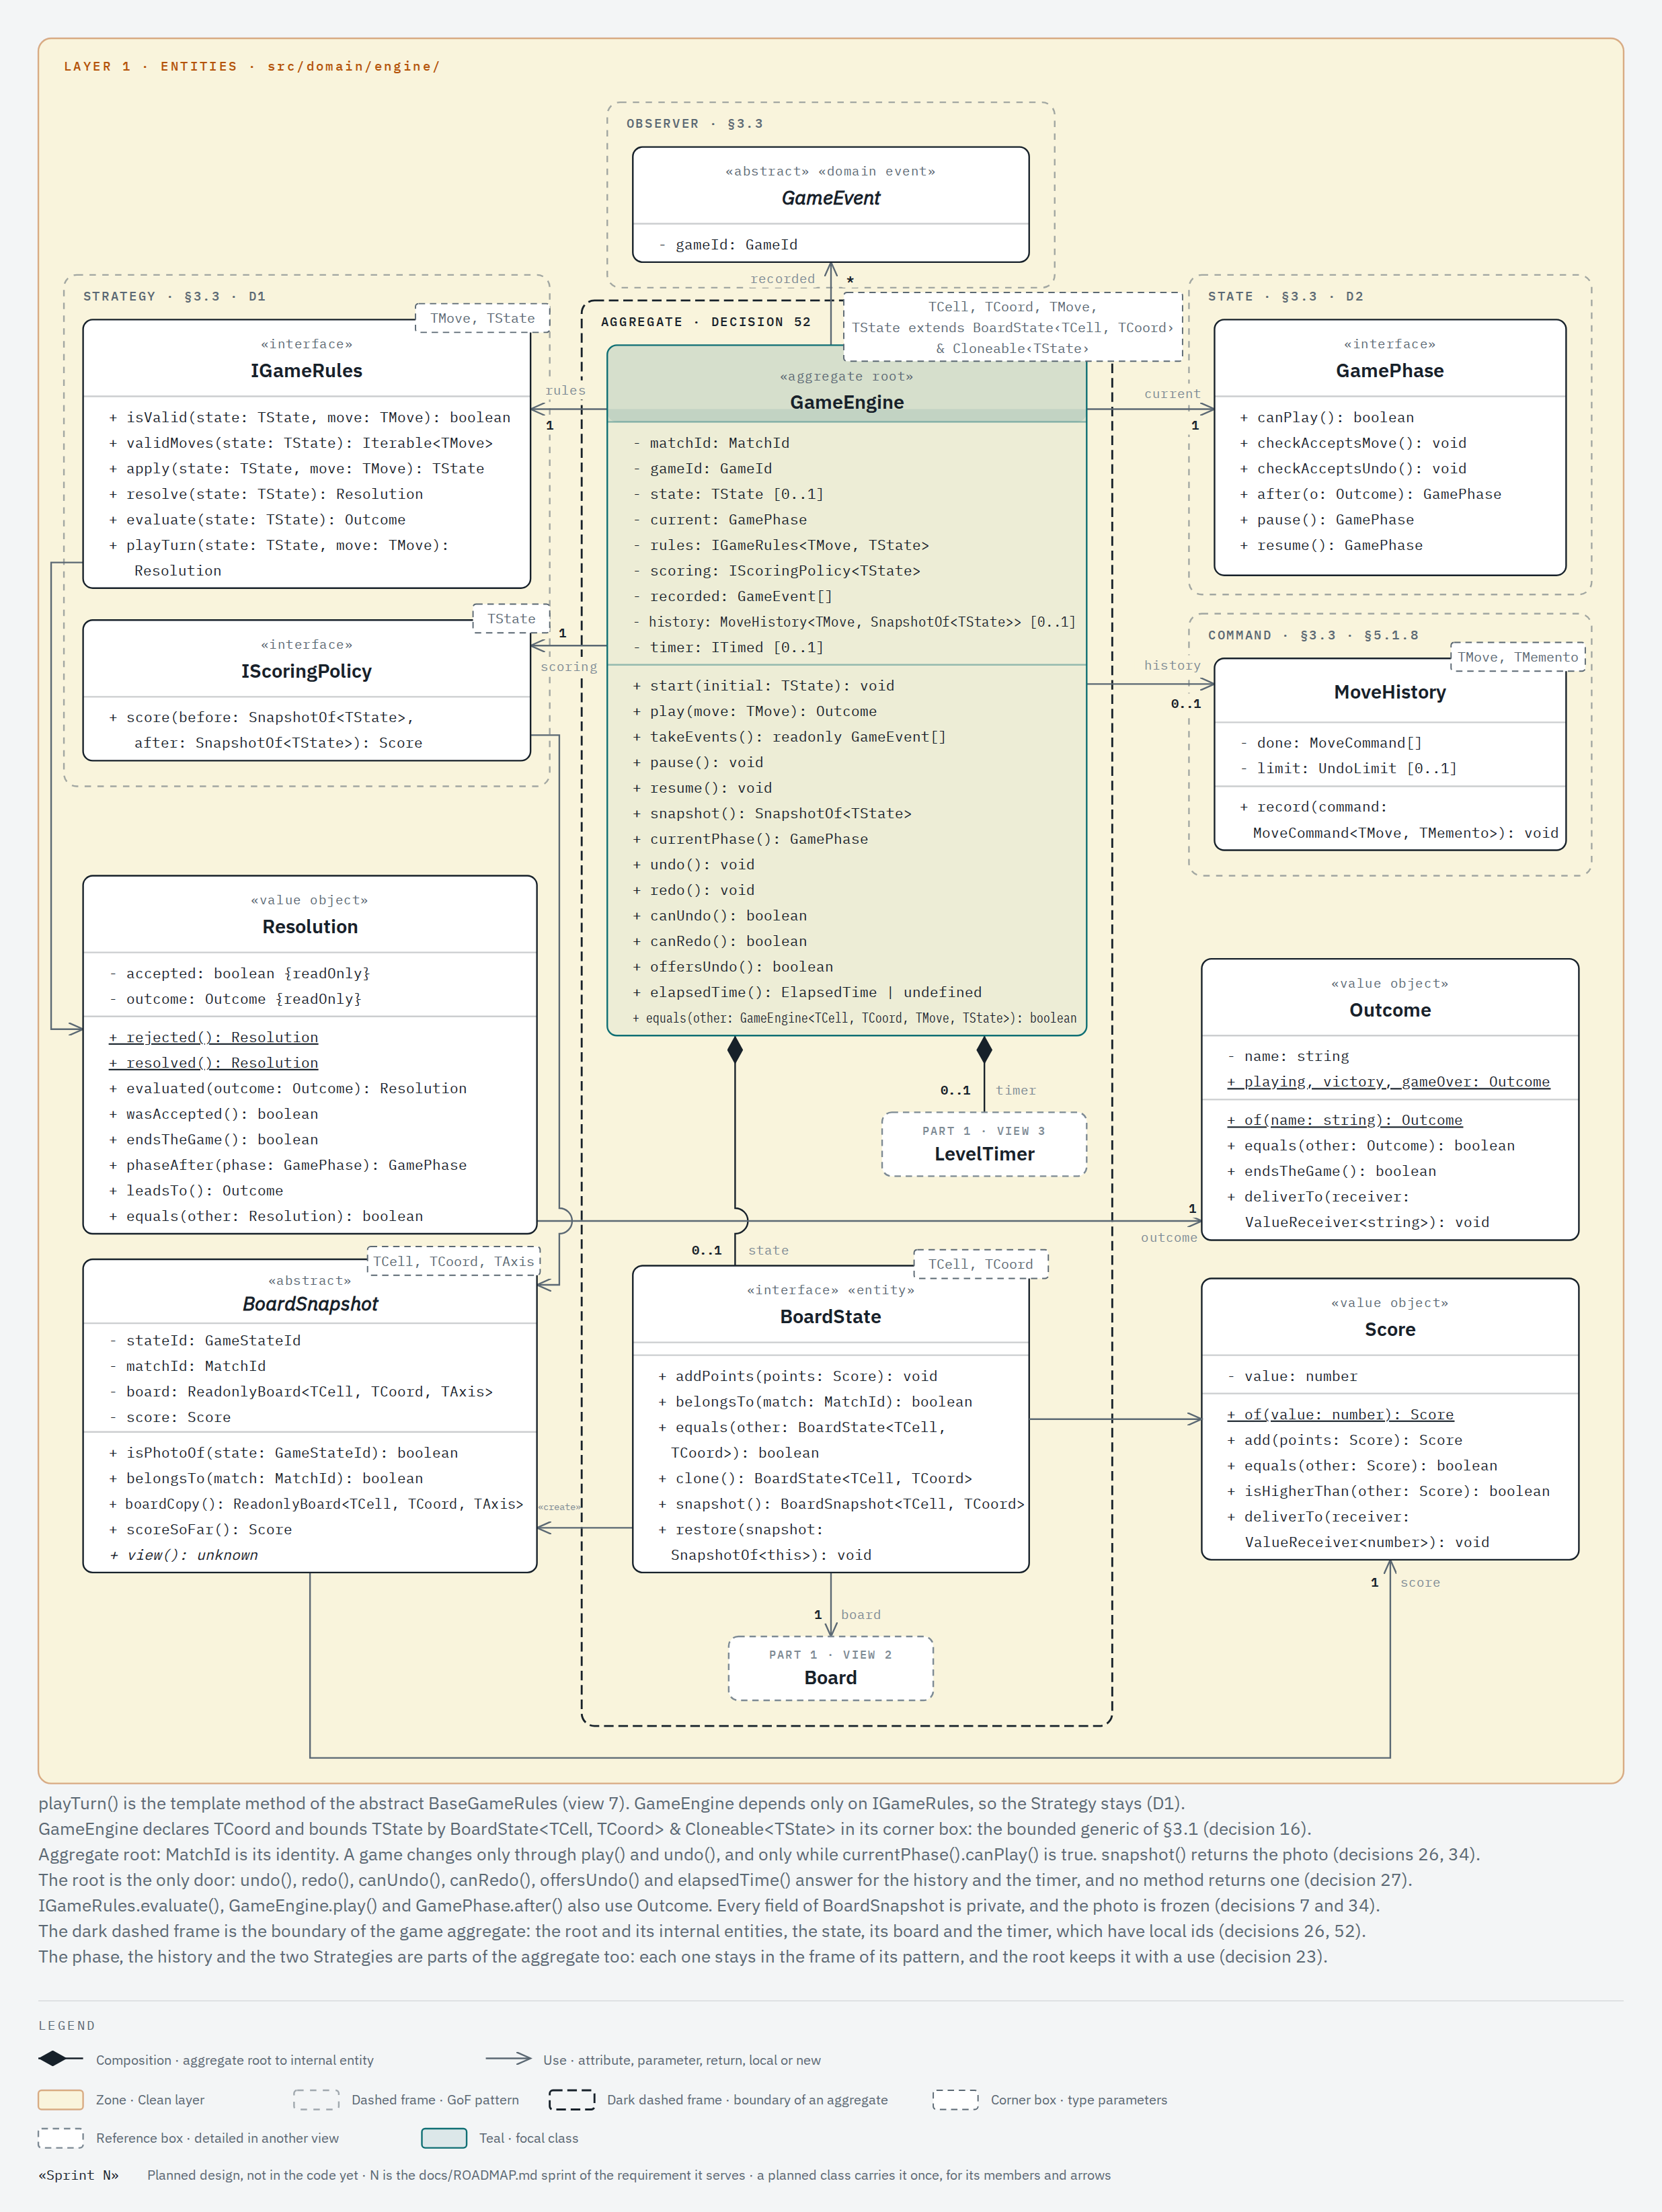 LAYER 1 · ENTITIES · src/domain/engine/
OBSERVER · §3.3
«abstract» «domain event»
GameEvent
- gameId: GameId
recorded
*
STRATEGY · §3.3 · D1
TMove, TState
«interface»
IGameRules
+ isValid(state: TState, move: TMove): boolean
+ validMoves(state: TState): Iterable<TMove>
+ apply(state: TState, move: TMove): TState
+ resolve(state: TState): Resolution
+ evaluate(state: TState): Outcome
+ playTurn(state: TState, move: TMove):
Resolution
rules
1
TState
«interface»
IScoringPolicy
+ score(before: SnapshotOf<TState>,
after: SnapshotOf<TState>): Score
1
scoring
AGGREGATE · DECISION 52
TCell, TCoord, TMove,
TState extends BoardState‹TCell, TCoord›
& Cloneable‹TState›
«aggregate root»
GameEngine
- matchId: MatchId
- gameId: GameId
- state: TState [0..1]
- current: GamePhase
- rules: IGameRules<TMove, TState>
- scoring: IScoringPolicy<TState>
- recorded: GameEvent[]
- history: MoveHistory<TMove, SnapshotOf<TState>> [0..1]
- timer: ITimed [0..1]
+ start(initial: TState): void
+ play(move: TMove): Outcome
+ takeEvents(): readonly GameEvent[]
+ pause(): void
+ resume(): void
+ snapshot(): SnapshotOf<TState>
+ currentPhase(): GamePhase
+ undo(): void
+ redo(): void
+ canUndo(): boolean
+ canRedo(): boolean
+ offersUndo(): boolean
+ elapsedTime(): ElapsedTime | undefined
+ equals(other: GameEngine<TCell, TCoord, TMove, TState>): boolean
STATE · §3.3 · D2
«interface»
GamePhase
+ canPlay(): boolean
+ checkAcceptsMove(): void
+ checkAcceptsUndo(): void
+ after(o: Outcome): GamePhase
+ pause(): GamePhase
+ resume(): GamePhase
current
1
COMMAND · §3.3 · §5.1.8
TMove, TMemento
MoveHistory
- done: MoveCommand[]
- limit: UndoLimit [0..1]
+ record(command:
MoveCommand<TMove, TMemento>): void
history
0..1
«value object»
Resolution
- accepted: boolean {readOnly}
- outcome: Outcome {readOnly}
+ rejected(): Resolution
+ resolved(): Resolution
+ evaluated(outcome: Outcome): Resolution
+ wasAccepted(): boolean
+ endsTheGame(): boolean
+ phaseAfter(phase: GamePhase): GamePhase
+ leadsTo(): Outcome
+ equals(other: Resolution): boolean
«value object»
Outcome
- name: string
+ playing, victory, gameOver: Outcome
+ of(name: string): Outcome
+ equals(other: Outcome): boolean
+ endsTheGame(): boolean
+ deliverTo(receiver:
ValueReceiver<string>): void
1
outcome
0..1
timer
PART 1 · VIEW 3
LevelTimer
0..1
state
TCell, TCoord, TAxis
«abstract»
BoardSnapshot
- stateId: GameStateId
- matchId: MatchId
- board: ReadonlyBoard<TCell, TCoord, TAxis>
- score: Score
+ isPhotoOf(state: GameStateId): boolean
+ belongsTo(match: MatchId): boolean
+ boardCopy(): ReadonlyBoard<TCell, TCoord, TAxis>
+ scoreSoFar(): Score
+ view(): unknown
«create»
TCell, TCoord
«interface» «entity»
BoardState
+ addPoints(points: Score): void
+ belongsTo(match: MatchId): boolean
+ equals(other: BoardState<TCell,
TCoord>): boolean
+ clone(): BoardState<TCell, TCoord>
+ snapshot(): BoardSnapshot<TCell, TCoord>
+ restore(snapshot:
SnapshotOf<this>): void
1
board
PART 1 · VIEW 2
Board
«value object»
Score
- value: number
+ of(value: number): Score
+ add(points: Score): Score
+ equals(other: Score): boolean
+ isHigherThan(other: Score): boolean
+ deliverTo(receiver:
ValueReceiver<number>): void
1
score
playTurn() is the template method of the abstract BaseGameRules (view 7). GameEngine depends only on IGameRules, so the Strategy stays (D1).
GameEngine declares TCoord and bounds TState by BoardState<TCell, TCoord> & Cloneable<TState> in its corner box: the bounded generic of §3.1 (decision 16).
Aggregate root: MatchId is its identity. A game changes only through play() and undo(), and only while currentPhase().canPlay() is true. snapshot() returns the photo (decisions 26, 34).
The root is the only door: undo(), redo(), canUndo(), canRedo(), offersUndo() and elapsedTime() answer for the history and the timer, and no method returns one (decision 27).
IGameRules.evaluate(), GameEngine.play() and GamePhase.after() also use Outcome. Every field of BoardSnapshot is private, and the photo is frozen (decisions 7 and 34).
The dark dashed frame is the boundary of the game aggregate: the root and its internal entities, the state, its board and the timer, which have local ids (decisions 26, 52).
The phase, the history and the two Strategies are parts of the aggregate too: each one stays in the frame of its pattern, and the root keeps it with a use (decision 23).
LEGEND
Composition · aggregate root to internal entity
Use · attribute, parameter, return, local or new
Zone · Clean layer
Dashed frame · GoF pattern
Dark dashed frame · boundary of an aggregate
Corner box · type parameters
Reference box · detailed in another view
Teal · focal class
«Sprint N»
Planned design, not in the code yet · N is the docs/ROADMAP.md sprint of the requirement it serves · a planned class carries it once, for its members and arrows